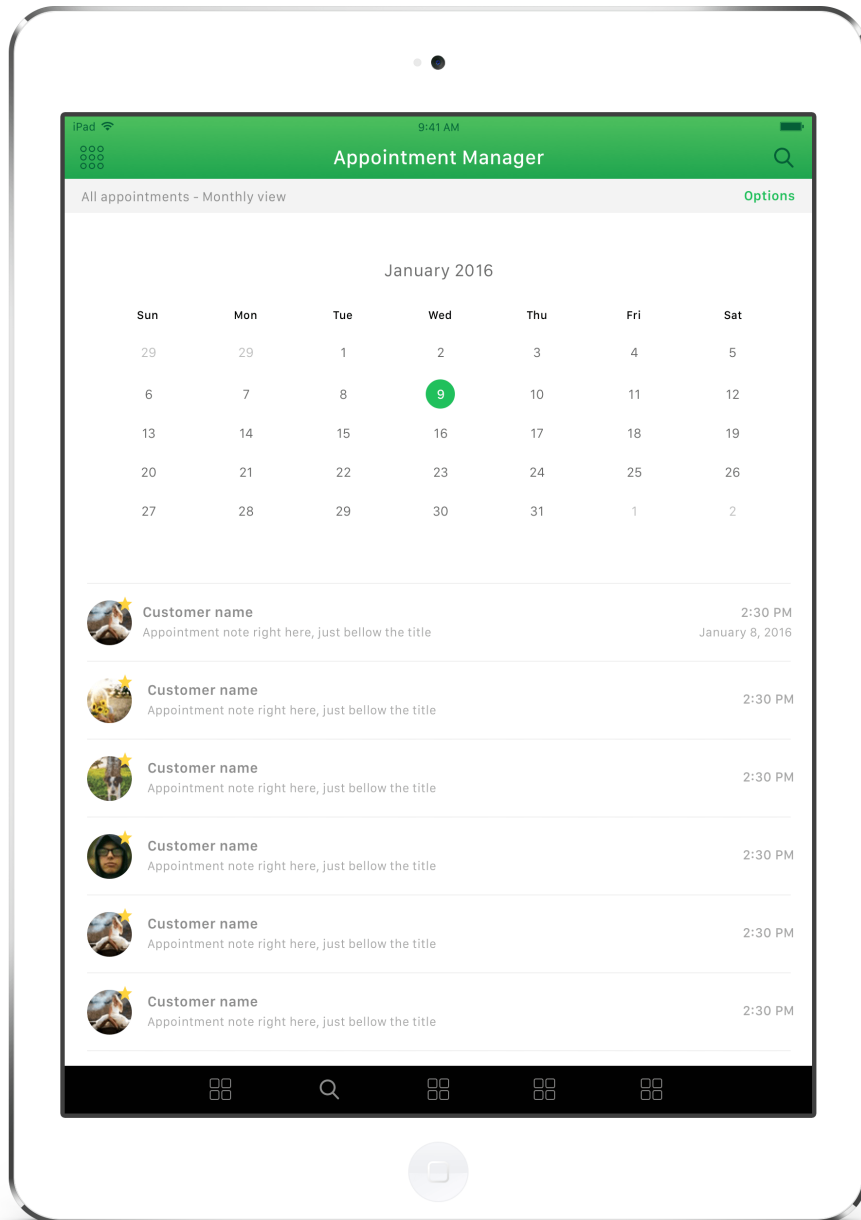 iPad 9:41 AM
Appointment Manager
All appointments - Monthly view Options
January 2016
Sun Mon Tue Wed Thu Fri Sat
29 29 1 2 3 4 5
6 7 8 9 10 11 12
13 14 15 16 17 18 19
20 21 22 23 24 25 26
27 28 29 30 31 1 2
Customer name 2:30 PM
Appointment note right here, just bellow the title January 8, 2016
Customer name
Appointment note right here, just bellow the title 2:30 PM
Customer name
Appointment note right here, just bellow the title 2:30 PM
Customer name
Appointment note right here, just bellow the title 2:30 PM
Customer name
Appointment note right here, just bellow the title 2:30 PM
Customer name
Appointment note right here, just bellow the title 2:30 PM